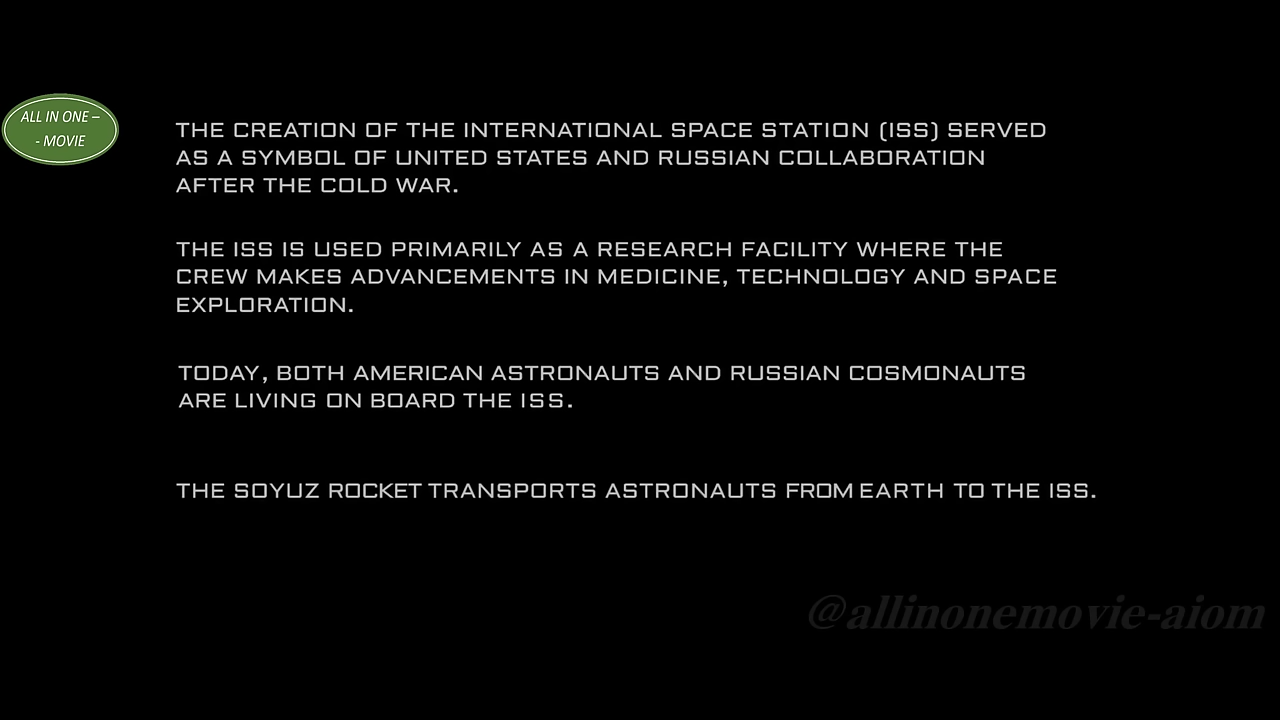 ALL IN ONE –
- MOVIE
THE CREATION OF THE INTERNATIONAL SPACE STATION (ISS) SERVED
AS A SYMBOL OF UNITED STATES AND RUSSIAN COLLABORATION
AFTER THE COLD WAR.
THE ISS IS USED PRIMARILY AS A RESEARCH FACILITY WHERE THE
CREW MAKES ADVANCEMENTS IN MEDICINE, TECHNOLOGY AND SPACE
EXPLORATION.
TODAY, BOTH AMERICAN ASTRONAUTS AND RUSSIAN COSMONAUTS
ARE LIVING ON BOARD THE ISS.
THE SOYUZ ROCKET TRANSPORTS ASTRONAUTS FROM EARTH TO THE ISS.
@allinonemovie-aiom